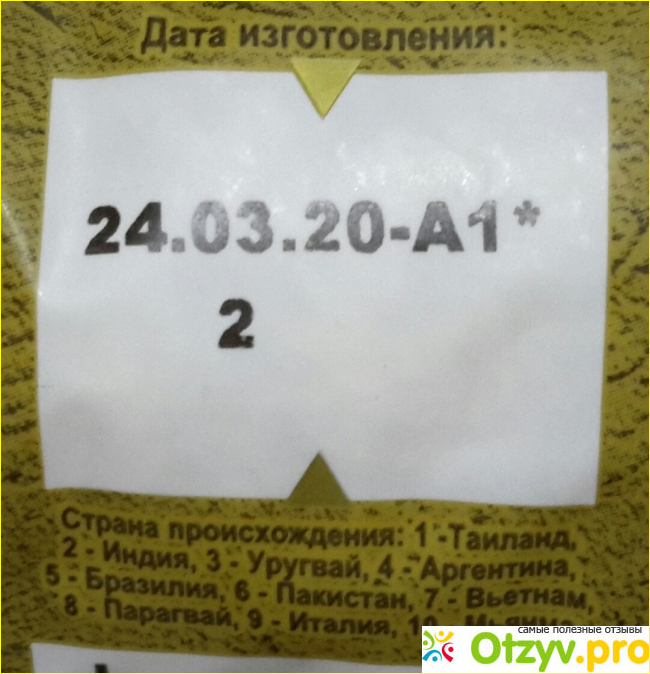 Дата изготовления:
24.03.20-A1*
2
Страна происхождения: 1 -Таиланд,
2 - Индия, 3 - Уругвай, 4 - Аргентина,
5 - Бразилия, 6 - Пакистан, 7 - Вьетнам,
8 - Парагвай, 9 - Италия,
самые полезные отзывы
Otzyv.pro